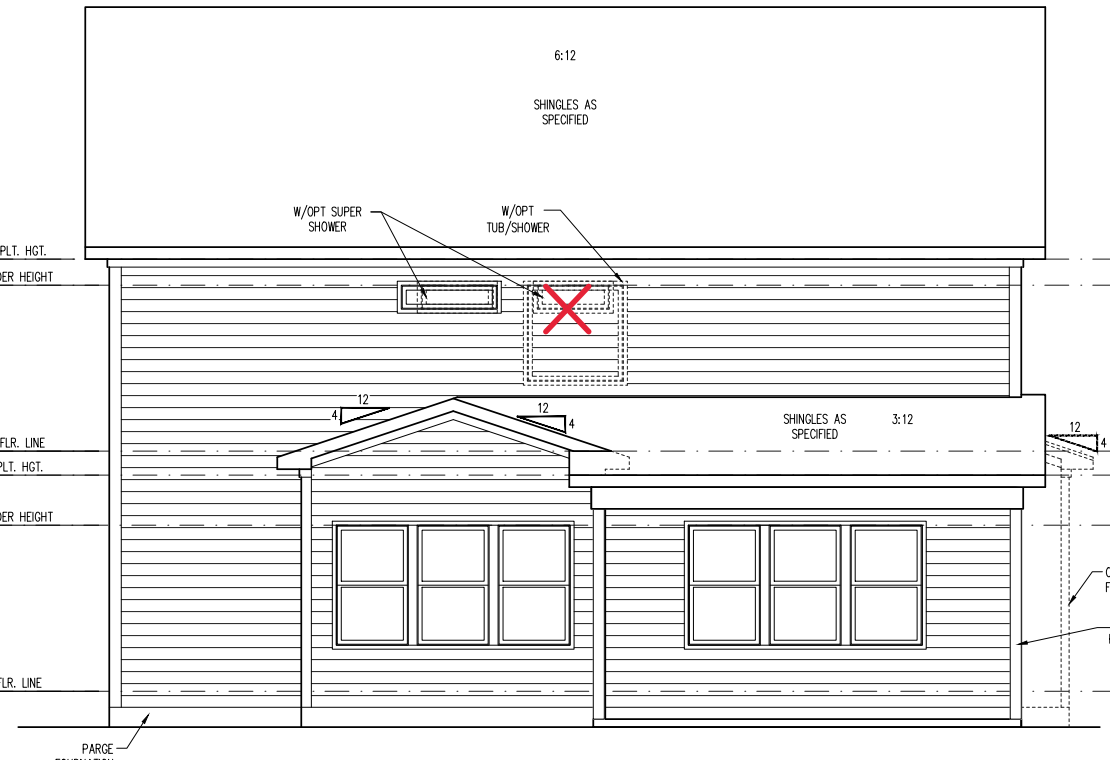 6:12
SHINGLES AS
SPECIFIED
W/OPT SUPER
SHOWER
W/OPT
TUB/SHOWER
PLT. HGT.
DER HEIGHT
12
4
12
4
SHINGLES AS
SPECIFIED
3:12
12
4
FLR. LINE
PLT. HGT.
DER HEIGHT
FLR. LINE
PARGE